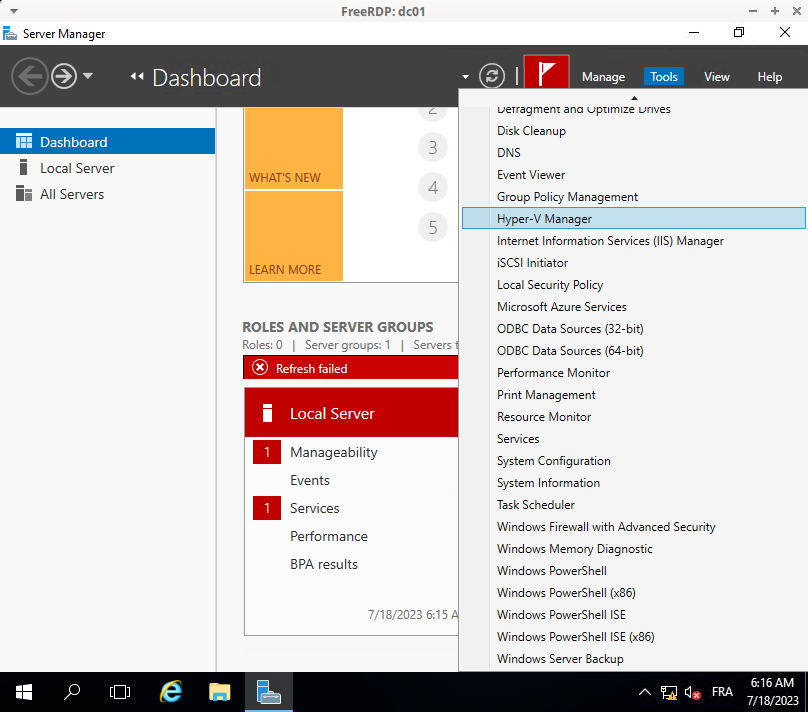 FreeRDP: dc01
Server Manager
Dashboard
Manage Tools View Help
Dashboard
Local Server
All Servers
WHAT'S NEW
LEARN MORE
2
3
4
5
ROLES AND SERVER GROUPS
Roles: 0 | Server groups: 1 | Servers t
Refresh failed
Local Server
1 Manageability
Events
1 Services
Performance
BPA results
7/18/2023 6:15 A
Defragment and Optimize Drives
Disk Cleanup
DNS
Event Viewer
Group Policy Management
Hyper-V Manager
Internet Information Services (IIS) Manager
iSCSI Initiator
Local Security Policy
Microsoft Azure Services
ODBC Data Sources (32-bit)
ODBC Data Sources (64-bit)
Performance Monitor
Print Management
Resource Monitor
Services
System Configuration
System Information
Task Scheduler
Windows Firewall with Advanced Security
Windows Memory Diagnostic
Windows PowerShell
Windows PowerShell (x86)
Windows PowerShell ISE
Windows PowerShell ISE (x86)
Windows Server Backup
FRA
6:16 AM
7/18/2023